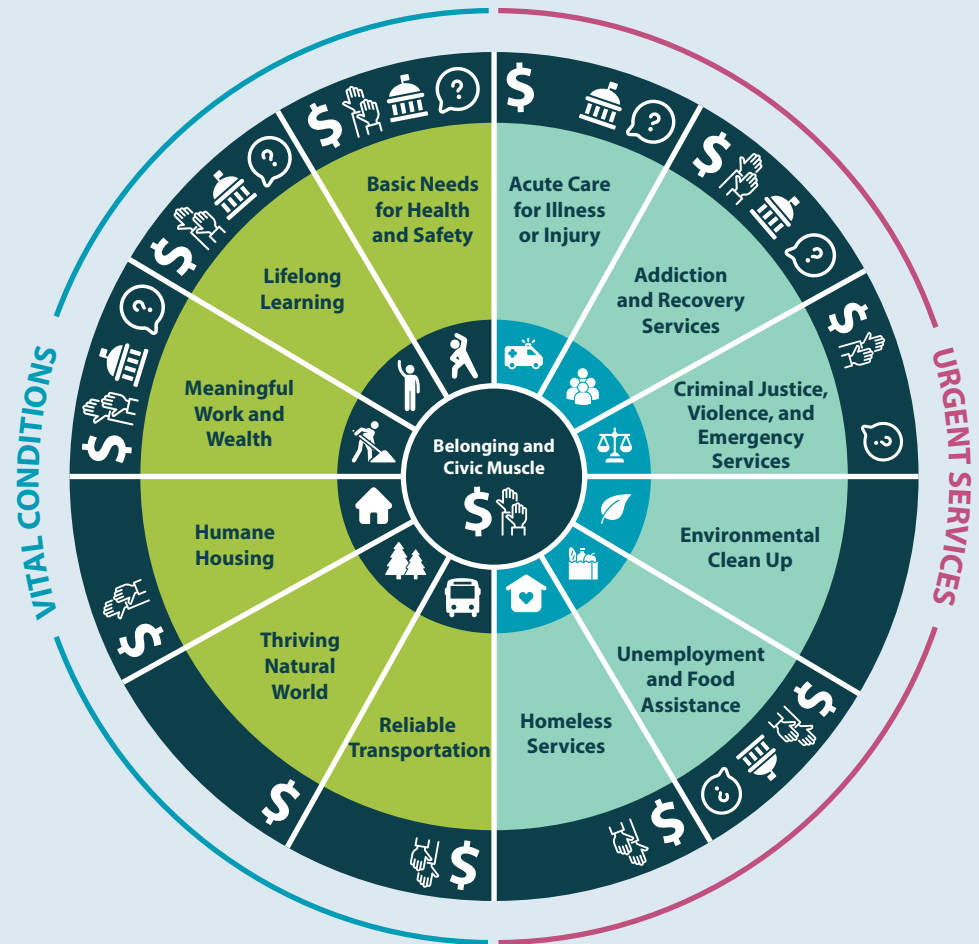 VITAL CONDITIONS
URGENT SERVICES
Basic Needs
for Health
and Safety
Acute Care
for Illness
or Injury
Lifelong
Learning
Addiction
and Recovery
Services
Meaningful
Work and
Wealth
Criminal Justice,
Violence, and
Emergency
Services
Belonging and
Civic Muscle
$
Humane
Housing
Environmental
Clean Up
Thriving
Natural
World
Unemployment
and Food
Assistance
Reliable
Transportation
Homeless
Services
$ ?
$ ?
$ ?
$ ?
$ ?
$ ?
$
$
$
$
$ ?